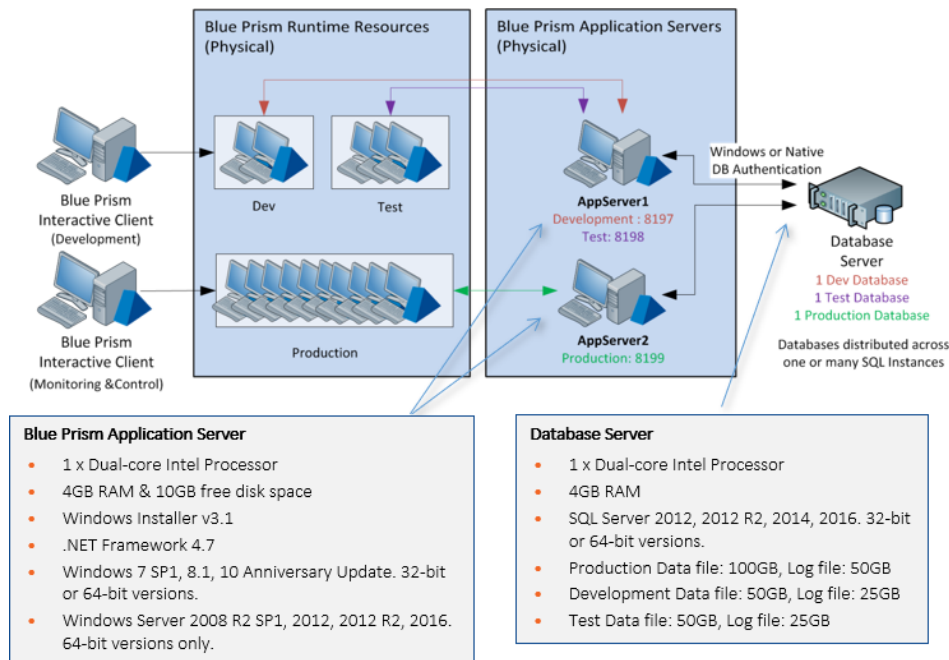 Blue Prism Runtime Resources
(Physical)
Blue Prism Application Servers
(Physical)
Blue Prism
Interactive Client
(Development)
Dev
Test
AppServer1
Development : 8197
Test: 8198
Windows or Native
DB Authentication
Database
Server
1 Dev Database
1 Test Database
1 Production Database
Databases distributed across
one or many SQL Instances
Blue Prism
Interactive Client
(Monitoring &Control)
Production
AppServer2
Production: 8199
Blue Prism Application Server
• 1 x Dual-core Intel Processor
• 4GB RAM & 10GB free disk space
• Windows Installer v3.1
• .NET Framework 4.7
• Windows 7 SP1, 8.1, 10 Anniversary Update. 32-bit
or 64-bit versions.
• Windows Server 2008 R2 SP1, 2012, 2012 R2, 2016.
64-bit versions only.
Database Server
• 1 x Dual-core Intel Processor
• 4GB RAM
• SQL Server 2012, 2012 R2, 2014, 2016. 32-bit
or 64-bit versions.
• Production Data file: 100GB, Log file: 50GB
• Development Data file: 50GB, Log file: 25GB
• Test Data file: 50GB, Log file: 25GB